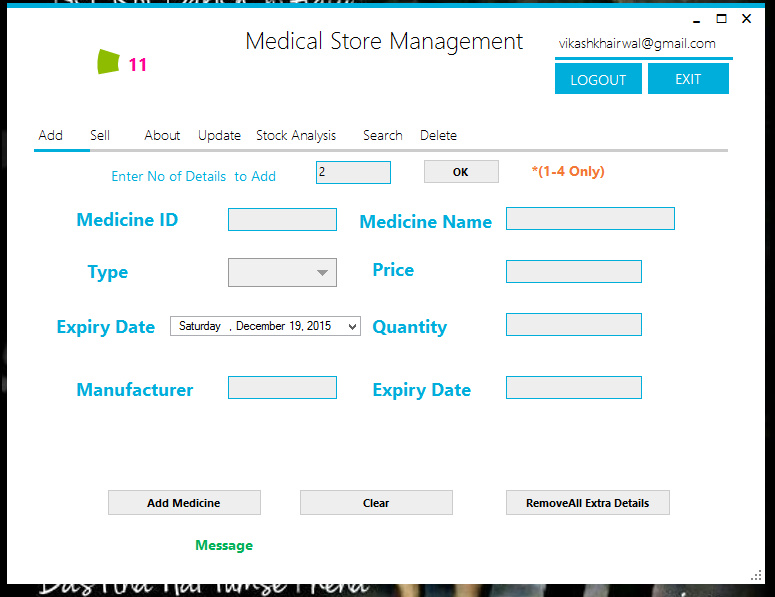 Medical Store Management
vikashkhairwal@gmail.com
11
LOGOUT EXIT
Add Sell About Update Stock Analysis Search Delete
Enter No of Details to Add 2 OK *(1-4 Only)
Medicine ID Medicine Name
Type Price
Expiry Date Saturday , December 19, 2015 Quantity
Manufacturer Expiry Date
Add Medicine Clear RemoveAll Extra Details
Message